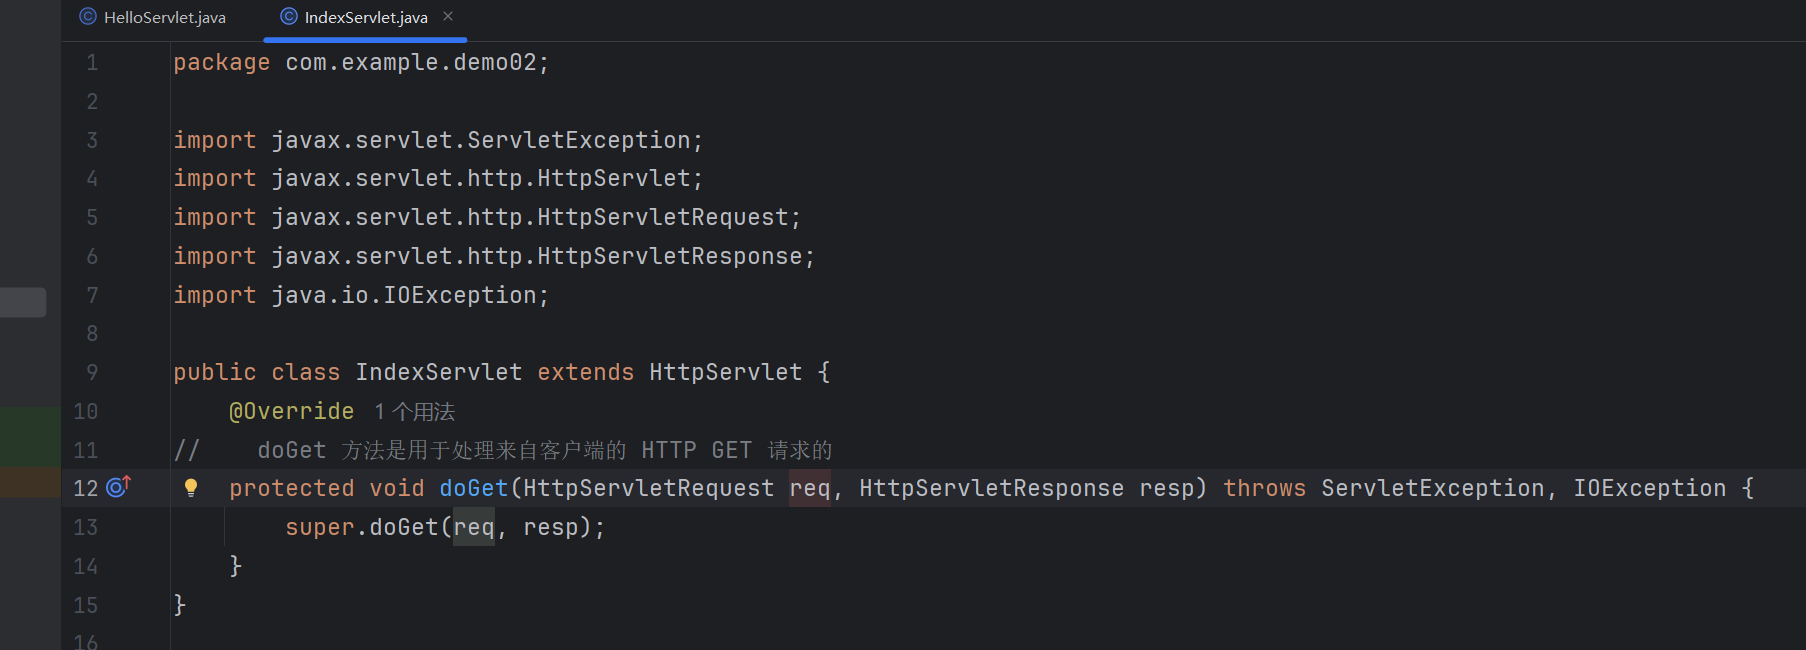 HelloServlet.java IndexServlet.java
1 package com.example.demo02;
2
3 import javax.servlet.ServletException;
4 import javax.servlet.http.HttpServlet;
5 import javax.servlet.http.HttpServletRequest;
6 import javax.servlet.http.HttpServletResponse;
7 import java.io.IOException;
8
9 public class IndexServlet extends HttpServlet {
10 @Override 1 个用法
11 // doGet 方法是用于处理来自客户端的 HTTP GET 请求的
12 protected void doGet(HttpServletRequest req, HttpServletResponse resp) throws ServletException, IOException {
13 super.doGet(req, resp);
14 }
15 }
16